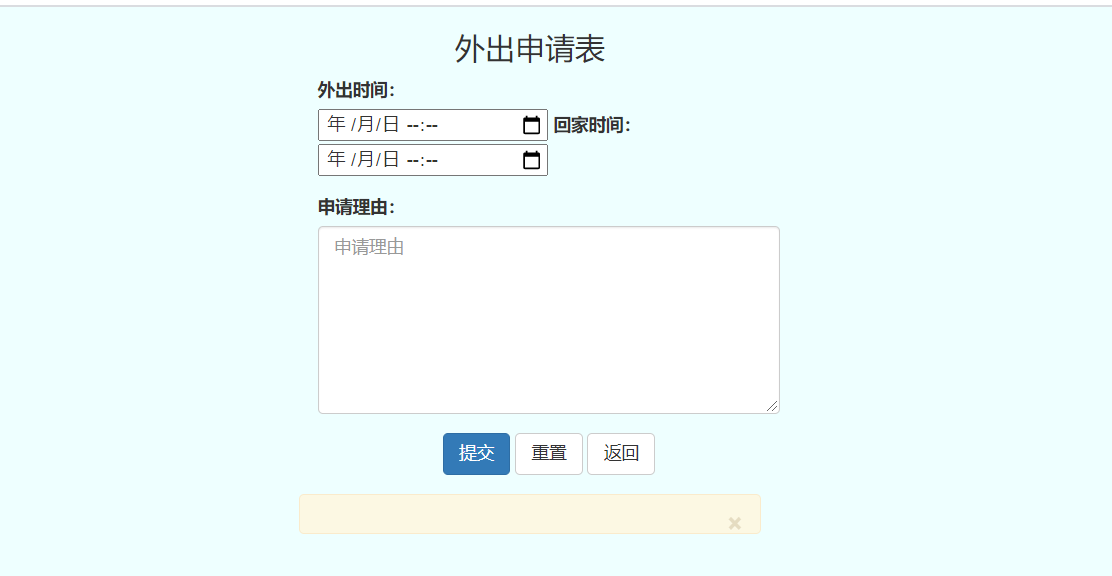 外出申请表
外出时间：
年 /月/日 --:--
回家时间：
年 /月/日 --:--
申请理由：
申请理由
提交
重置
返回
×